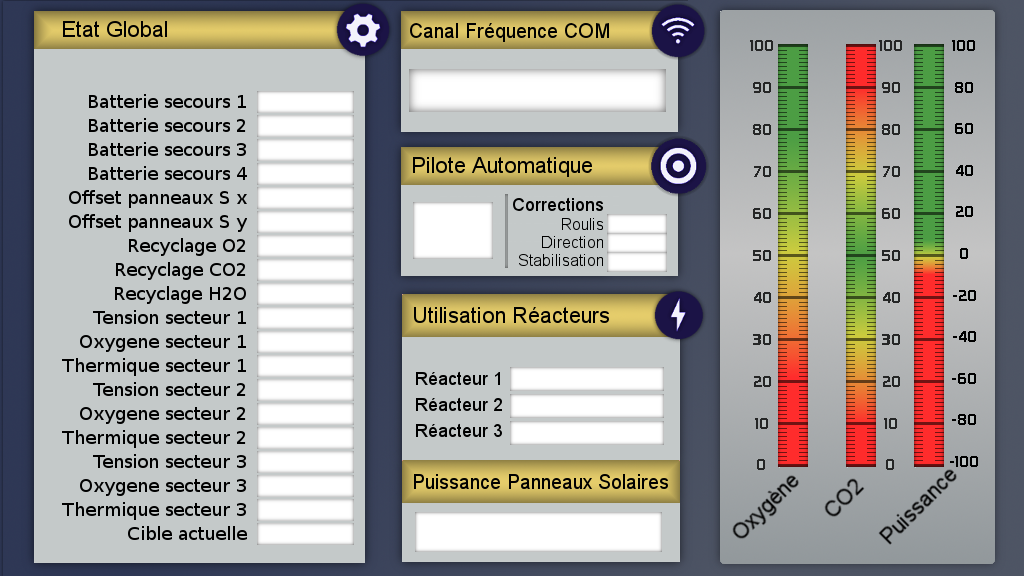 Etat Global
Batterie secours 1
Batterie secours 2
Batterie secours 3
Batterie secours 4
Offset panneaux S x
Offset panneaux S y
Recyclage O2
Recyclage CO2
Recyclage H2O
Tension secteur 1
Oxygene secteur 1
Thermique secteur 1
Tension secteur 2
Oxygene secteur 2
Thermique secteur 2
Tension secteur 3
Oxygene secteur 3
Thermique secteur 3
Cible actuelle
Canal Fréquence COM
Pilote Automatique
Corrections
Roulis
Direction
Stabilisation
Utilisation Réacteurs
Réacteur 1
Réacteur 2
Réacteur 3
Puissance Panneaux Solaires
100 100 100
90 90 80
80 80 60
70 70 40
60 60 20
50 50 0
40 40 -20
30 30 -40
20 20 -60
10 10 -80
0 0 -100
Oxygène CO2 Puissance